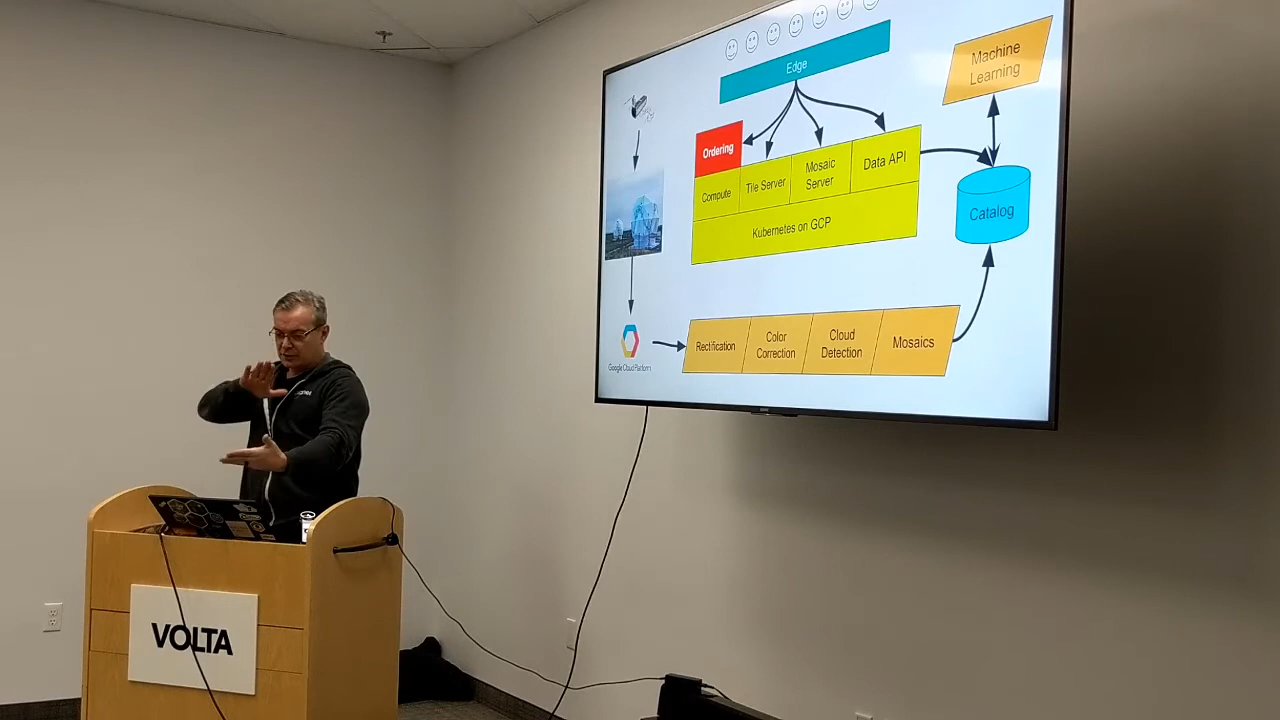 Edge
Machine
Learning
Ordering
Compute
Tile Server
Mosaic
Server
Data API
Kubernetes on GCP
Catalog
Google Cloud Platform
Rectification
Color
Correction
Cloud
Detection
Mosaics
VOLTA